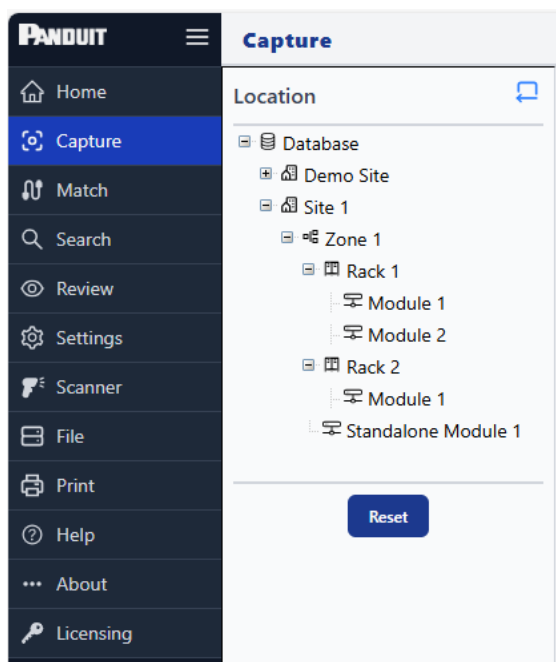 PANDUIT
Home
Capture
Match
Search
Review
Settings
Scanner
File
Print
Help
About
Licensing
Capture
Location
Database
Demo Site
Site 1
Zone 1
Rack 1
Module 1
Module 2
Rack 2
Module 1
Standalone Module 1
Reset